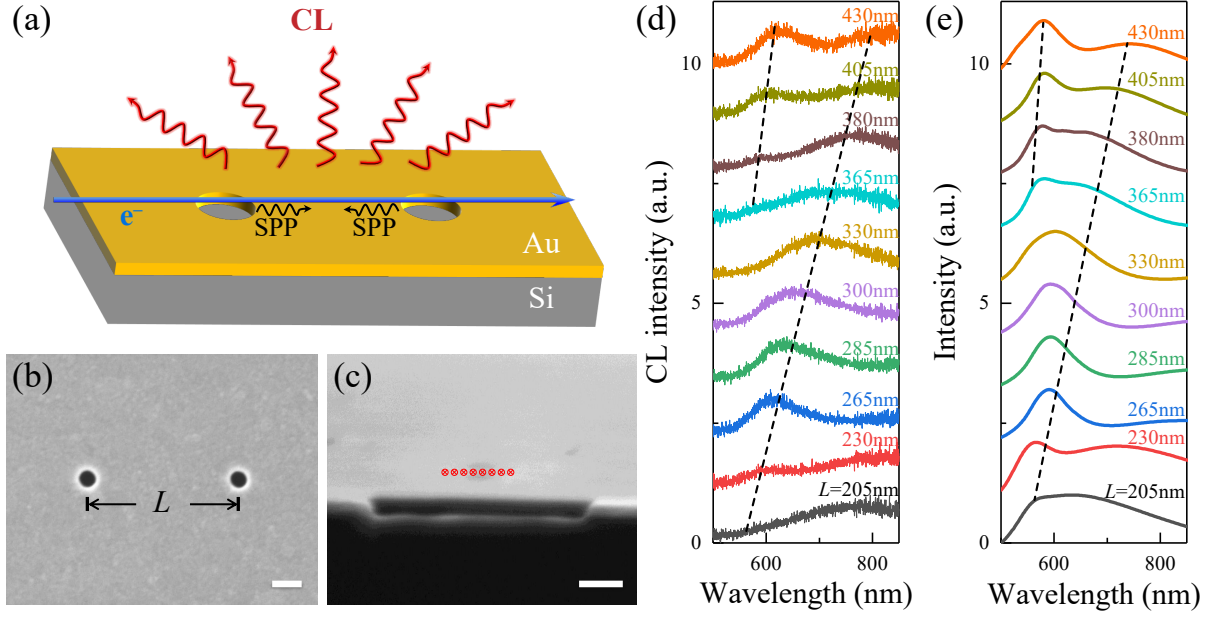 (a)
CL
e⁻
SPP
SPP
Au
Si
(b)
L
(c)
(d)
CL intensity (a.u.)
10
5
0
430nm
405nm
380nm
365nm
330nm
300nm
285nm
265nm
230nm
L=205nm
600
800
Wavelength (nm)
(e)
Intensity (a.u.)
10
5
0
430nm
405nm
380nm
365nm
330nm
300nm
285nm
265nm
230nm
L=205nm
600
800
Wavelength (nm)